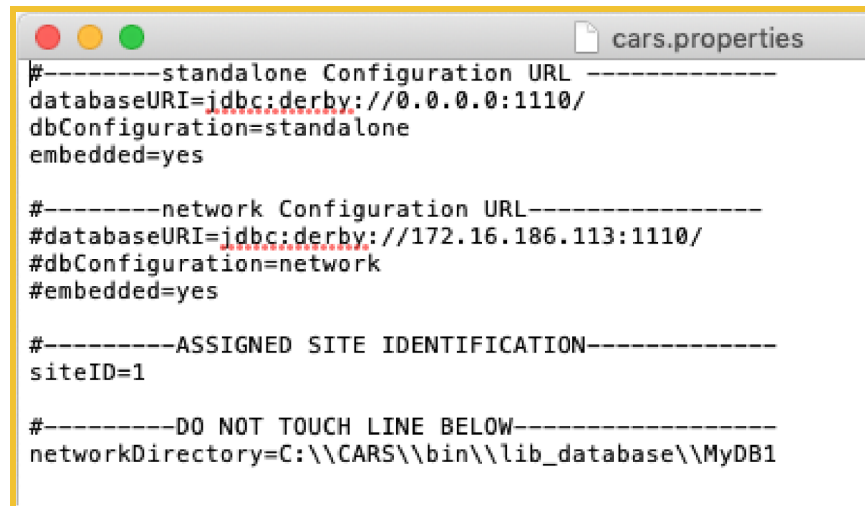 cars.properties
#--------standalone Configuration URL -------------
databaseURI=jdbc:derby://0.0.0.0:1110/
dbConfiguration=standalone
embedded=yes
#--------network Configuration URL----------------
#databaseURI=jdbc:derby://172.16.186.113:1110/
#dbConfiguration=network
#embedded=yes
#---------ASSIGNED SITE IDENTIFICATION-------------
siteID=1
#---------DO NOT TOUCH LINE BELOW------------------
networkDirectory=C:\\CARS\\bin\\lib_database\\MyDB1